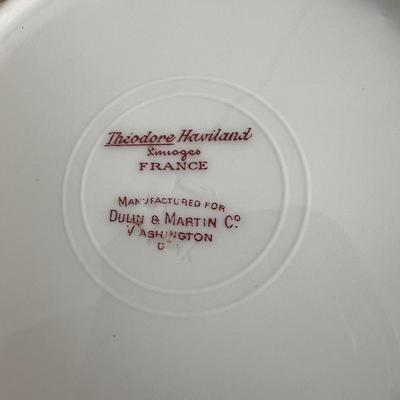 Théodore Haviland
Limoges
FRANCE
MANUFACTURED FOR
DULIN & MARTIN Cº
WASHINGTON
D